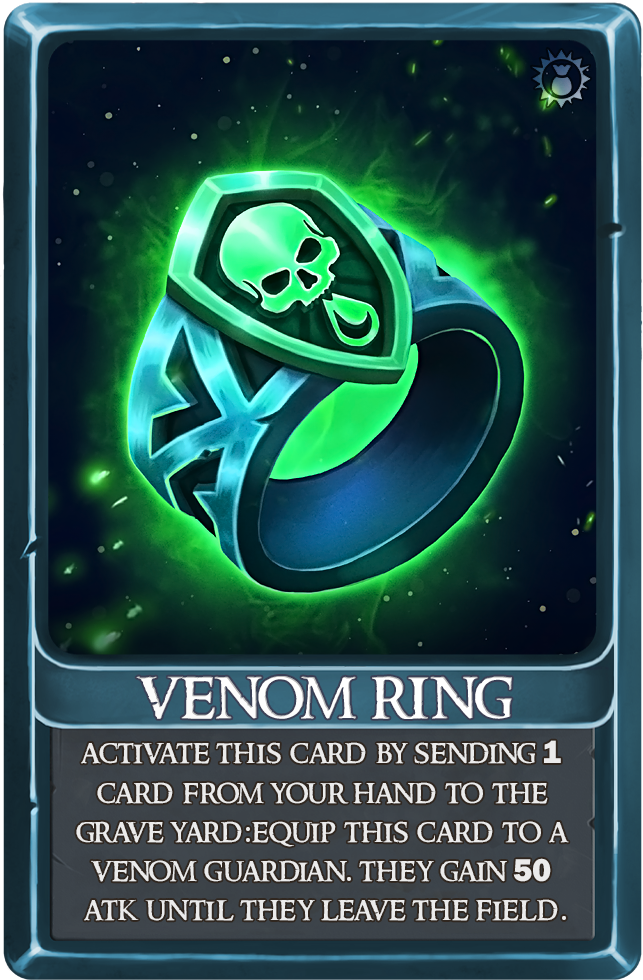 VENOM RING
ACTIVATE THIS CARD BY SENDING 1
CARD FROM YOUR HAND TO THE
GRAVE YARD:EQUIP THIS CARD TO A
VENOM GUARDIAN. THEY GAIN 50
ATK UNTIL THEY LEAVE THE FIELD.